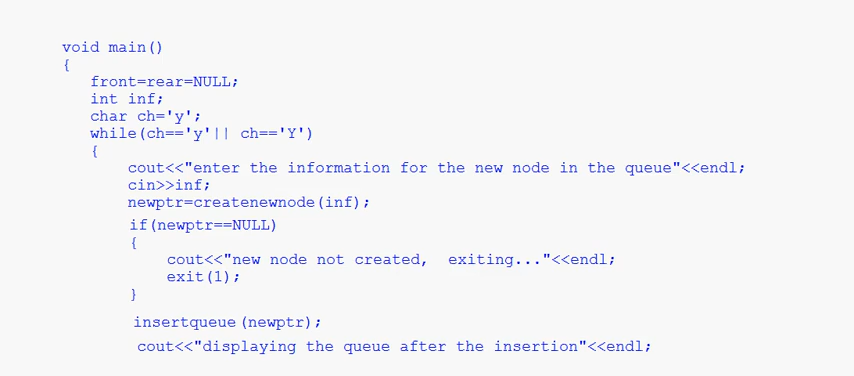 void main()
{
front=rear=NULL;
int inf;
char ch='y';
while(ch=='y'|| ch=='Y')
{
cout<<"enter the information for the new node in the queue"<<endl;
cin>>inf;
newptr=createnewnode(inf);
if(newptr==NULL)
{
cout<<"new node not created,  exiting..."<<endl;
exit(1);
}
insertqueue(newptr);
cout<<"displaying the queue after the insertion"<<endl;